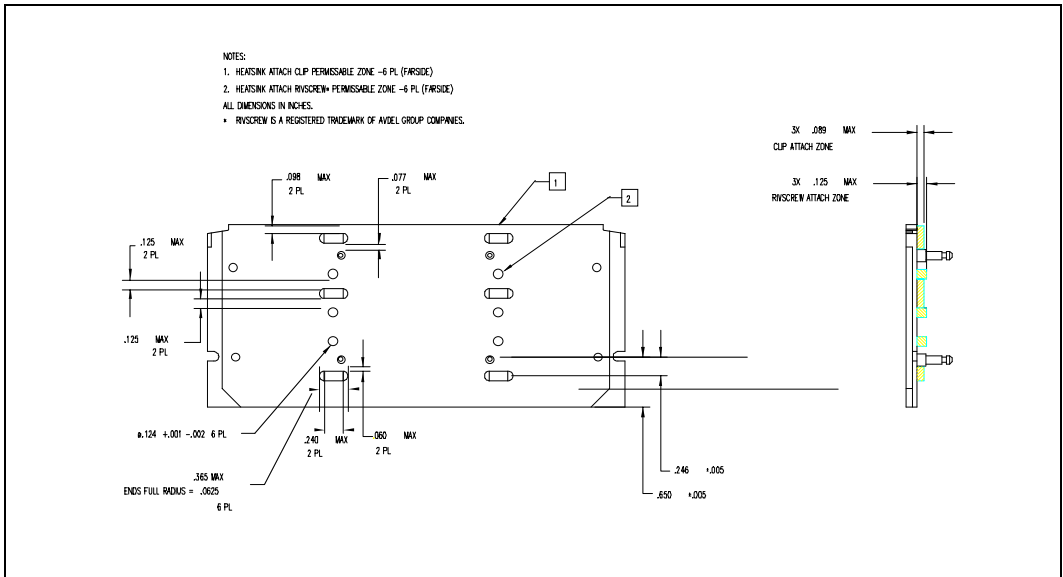 NOTES:
1. HEATSINK ATTACH CLIP PERMISSABLE ZONE -6 PL (FARSIDE)
2. HEATSINK ATTACH RIVSCREW* PERMISSABLE ZONE -6 PL (FARSIDE)
ALL DIMENSIONS IN INCHES.
* RIVSCREW IS A REGISTERED TRADEMARK OF AVDEL GROUP COMPANIES.
3X .089 MAX
CLIP ATTACH ZONE
3X .125 MAX
RIVSCREW ATTACH ZONE
.098 MAX
2 PL
.077 MAX
2 PL
1
2
.125 MAX
2 PL
.125 MAX
2 PL
ø.124 +.001 -.002 6 PL
.240 MAX
2 PL
.060 MAX
2 PL
.365 MAX
ENDS FULL RADIUS = .0625
6 PL
.246 ±.005
.650 ±.005